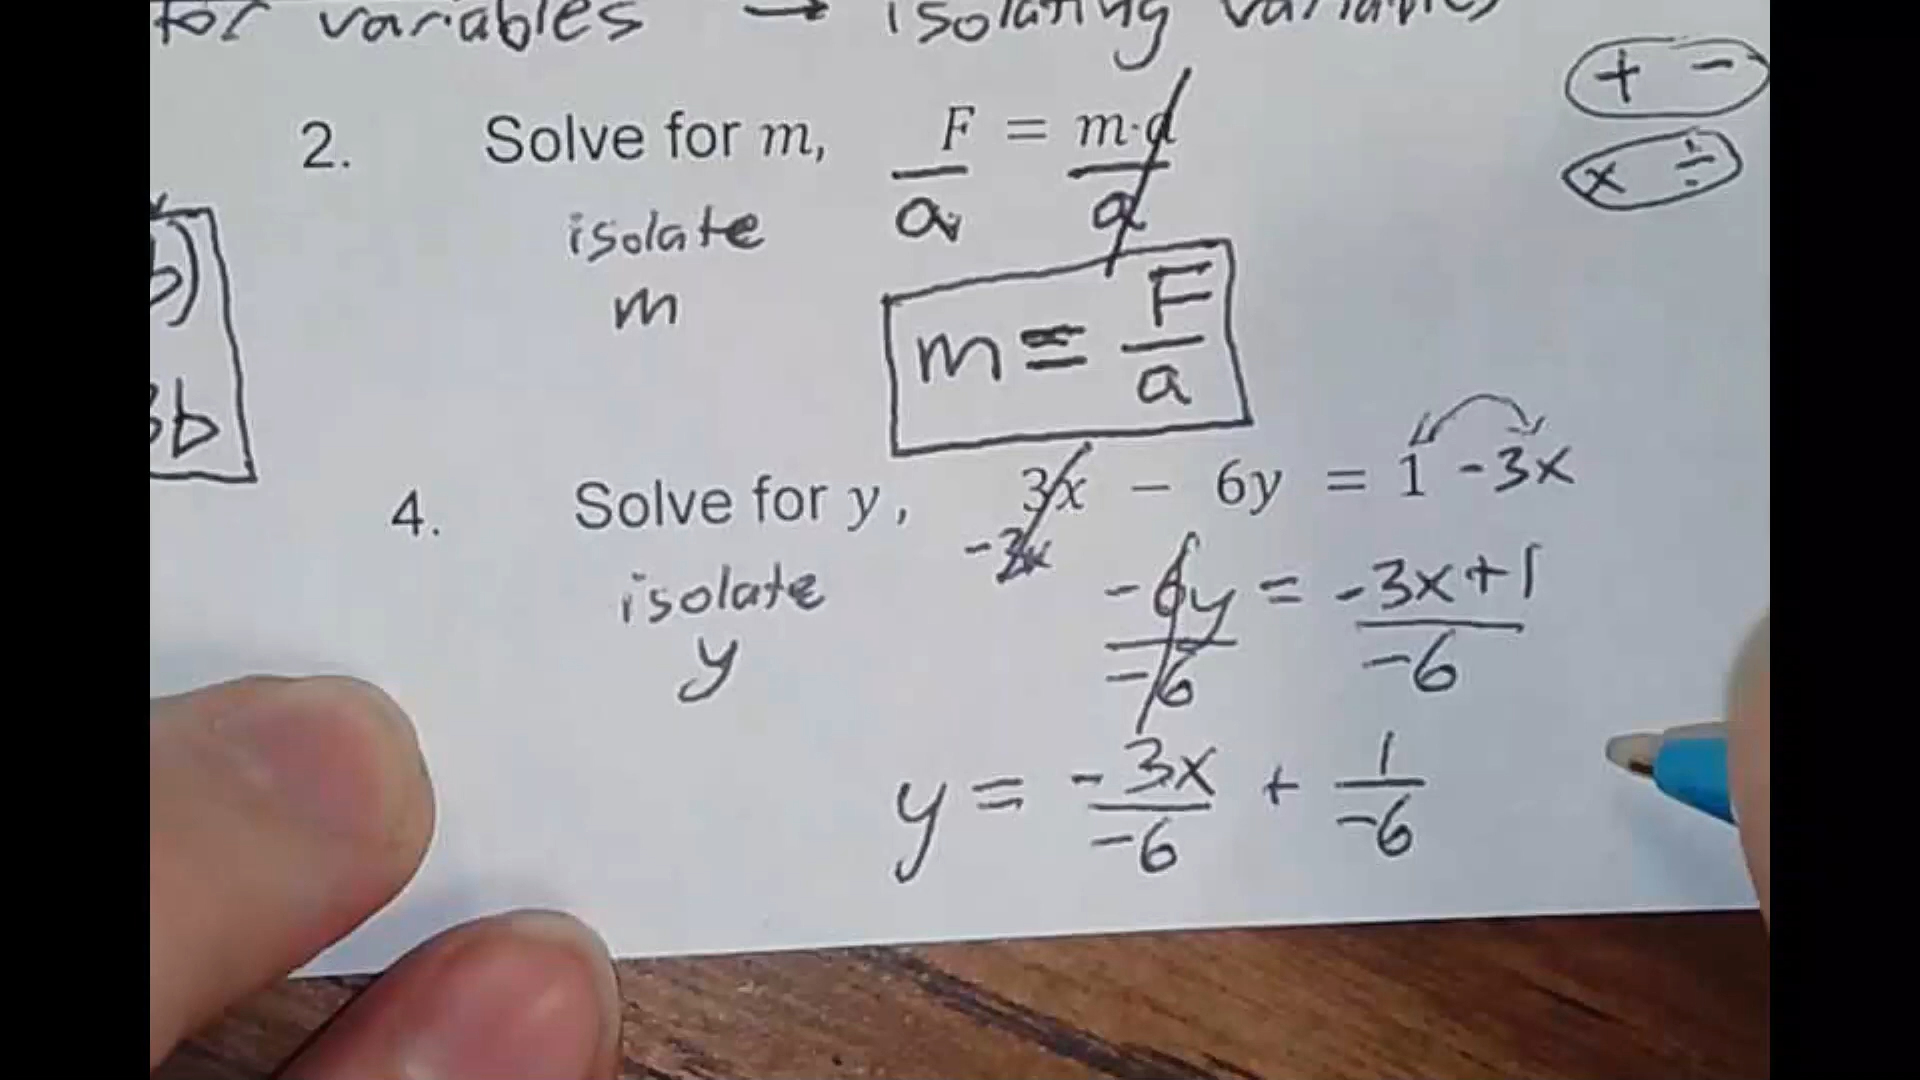 for variables → isolating variables
+ -
× ÷
2. Solve for m, F = m·a
a a
isolate
m
m = F/a
b)
3b
4. Solve for y, 3x − 6y = 1 -3x
-3x
isolate
y
-6y = -3x+1
-6 -6
y = -3x/-6 + 1/-6